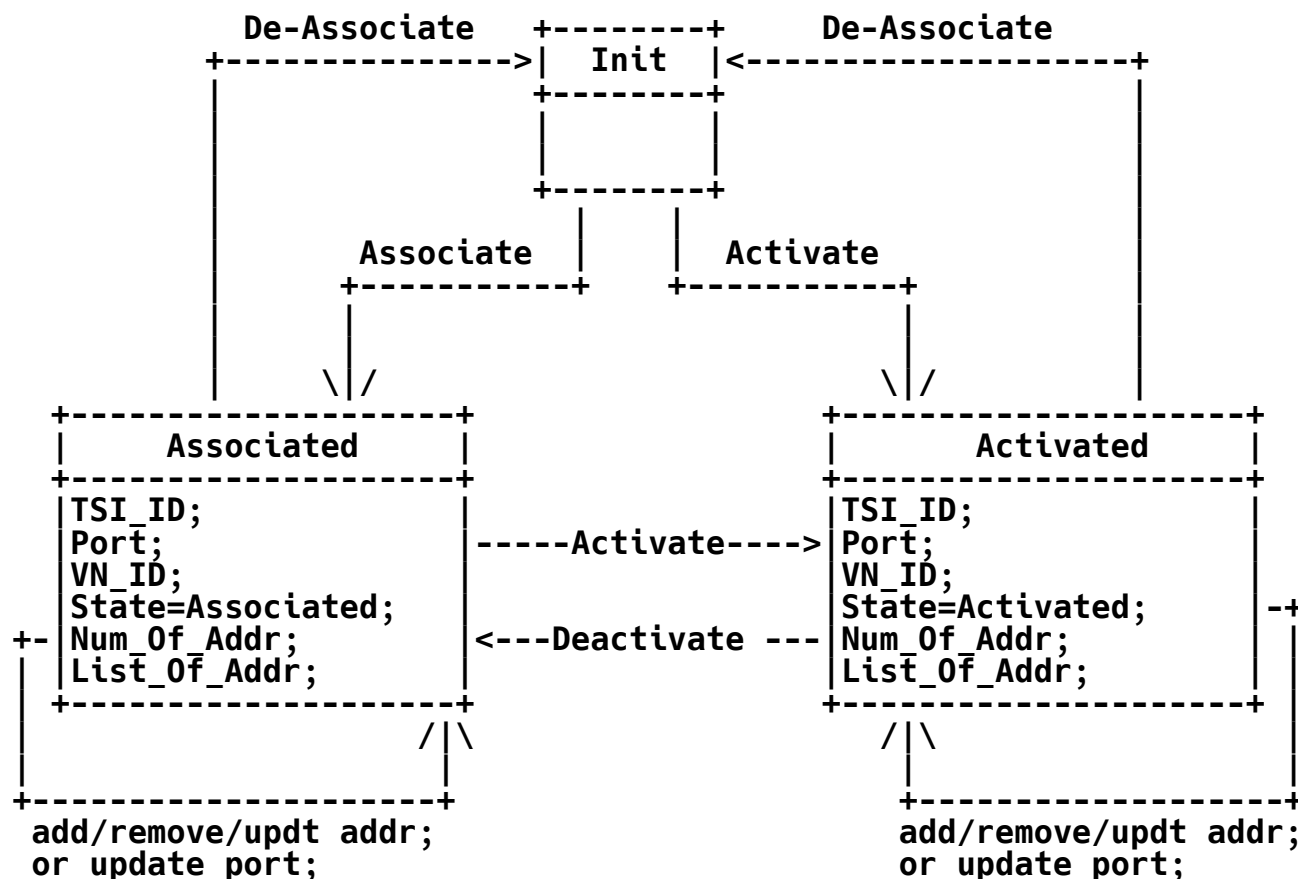 De-Associate +--------+ De-Associate
+--------------->| Init |<--------------------+
+--------+
+--------+
Associate Activate
+-----------+ +-----------+
\|/ \|/
+--------------------+ +---------------------+
| Associated | | Activated |
+--------------------+ +---------------------+
|TSI_ID; | |TSI_ID; |
|Port; |-----Activate---->|Port; |
|VN_ID; | |VN_ID; |
|State=Associated; | |State=Activated; |-+
+-|Num_Of_Addr; |<---Deactivate ---|Num_Of_Addr; |
|List_Of_Addr; | |List_Of_Addr; |
+--------------------+ +---------------------+
/|\ /|\
+---------------------+ +-------------------+
add/remove/updt addr; add/remove/updt addr;
or update port; or update port;